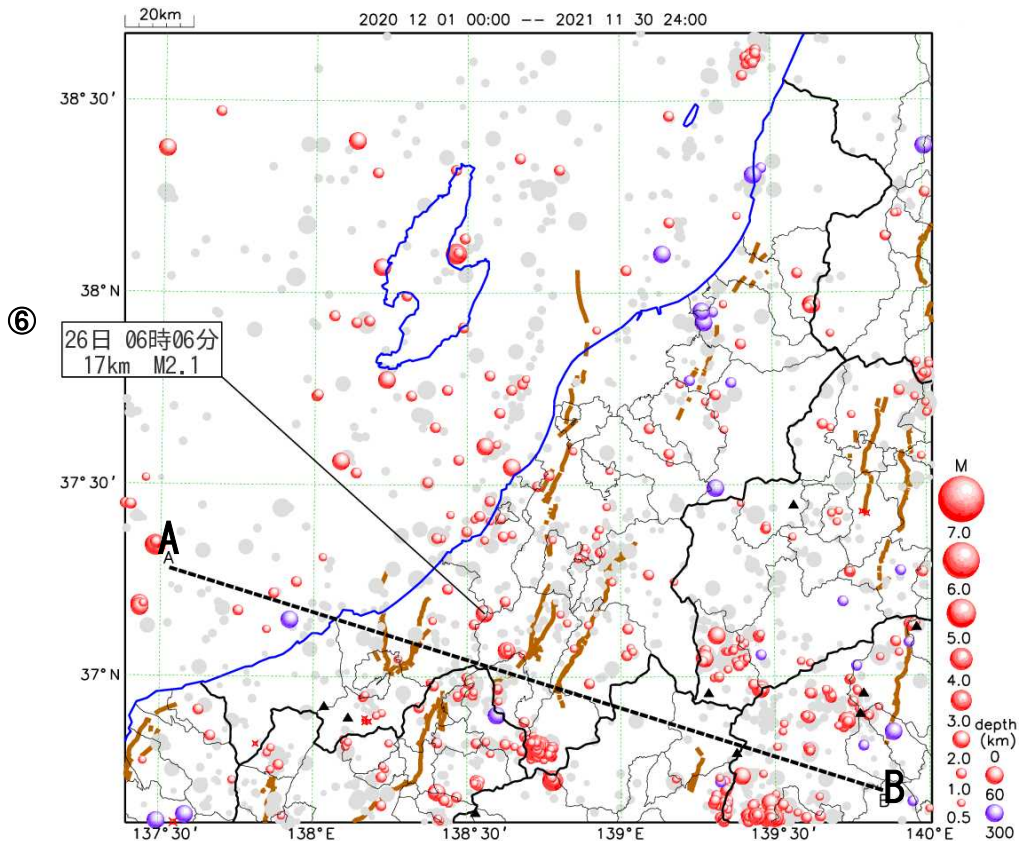 20km
2020 12 01 00:00 -- 2021 11 30 24:00
38°30′
38°N
⑥
26日 06時06分
17km M2.1
37°30′
A
A
37°N
B
B
137°30′
138°E
138°30′
139°E
139°30′
140°E
M
7.0
6.0
5.0
4.0
3.0
2.0
1.0
0.5
depth
(km)
0
60
300